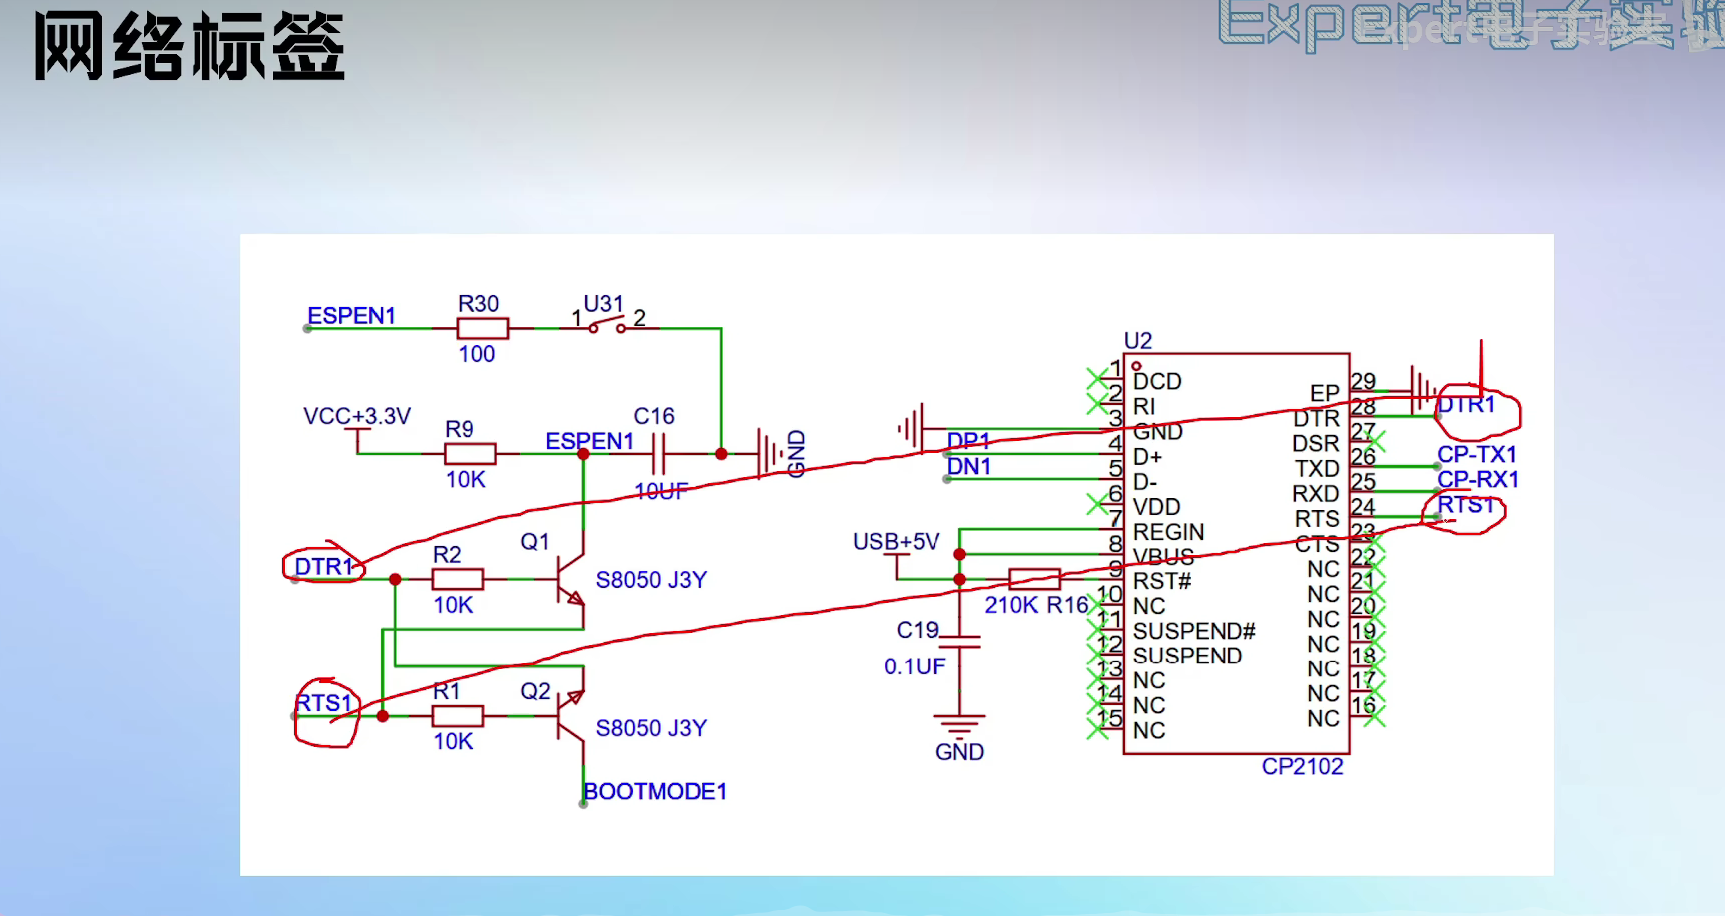 网络标签
Expert电子实验
ESPEN1
R30
100
U31
1
2
VCC+3.3V
R9
10K
ESPEN1
C16
10UF
GND
DTR1
R2
10K
Q1
S8050 J3Y
RTS1
R1
10K
Q2
S8050 J3Y
BOOTMODE1
DP1
DN1
USB+5V
210K R16
C19
0.1UF
GND
U2
1 DCD
2 RI
3 GND
4 D+
5 D-
6 VDD
7 REGIN
8 VBUS
9 RST#
10 NC
11 SUSPEND#
12 SUSPEND
13 NC
14 NC
15 NC
EP 29
DTR 28 DTR1
DSR 27
TXD 26 CP-TX1
RXD 25 CP-RX1
RTS 24 RTS1
CTS 23
NC 22
NC 21
NC 20
NC 19
NC 18
NC 17
NC 16
CP2102